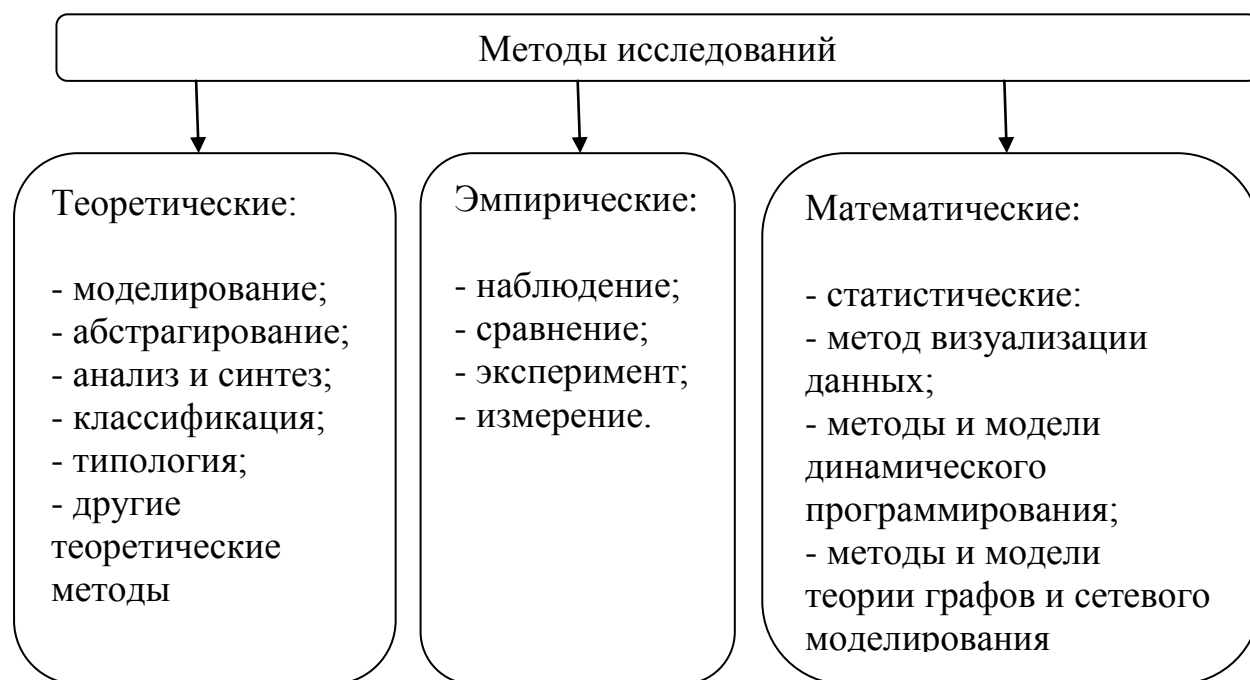 Методы исследований
Теоретические:
- моделирование;
- абстрагирование;
- анализ и синтез;
- классификация;
- типология;
- другие
теоретические
методы
Эмпирические:
- наблюдение;
- сравнение;
- эксперимент;
- измерение.
Математические:
- статистические:
- метод визуализации
данных;
- методы и модели
динамического
программирования;
- методы и модели
теории графов и сетевого
моделирования